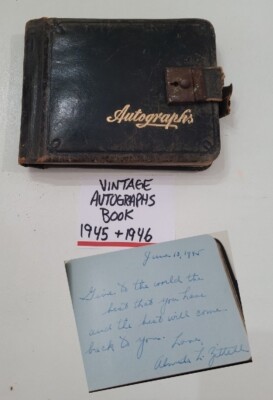 Autographs
VINTAGE
AUTOGRAPHS
BOOK
1945 + 1946
June 12, 1945
Give to the world the
best that you have
and the best will come
back to you. Love,